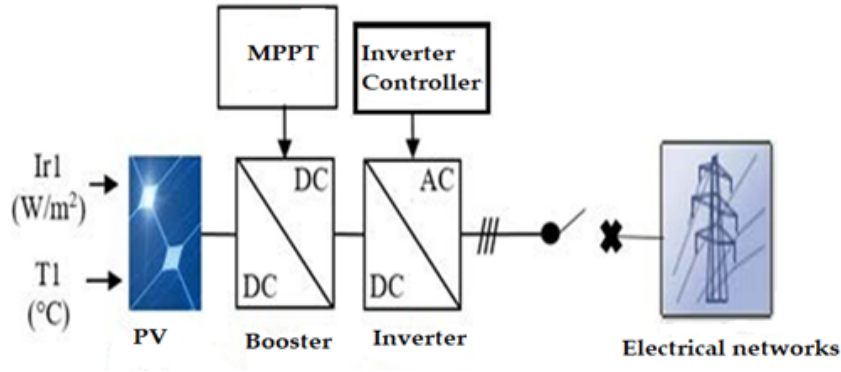 MPPT
Inverter
Controller
Ir1
(W/m²)
T1
(°C)
DC
DC
AC
DC
PV
Booster
Inverter
Electrical networks